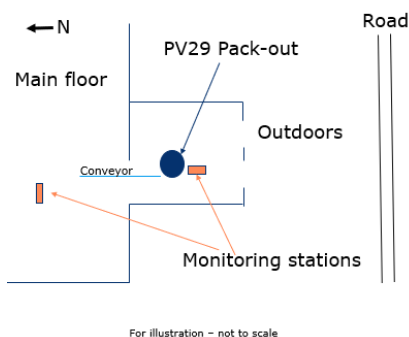 N
Road
PV29 Pack-out
Main floor
Outdoors
Conveyor
Monitoring stations
For illustration – not to scale